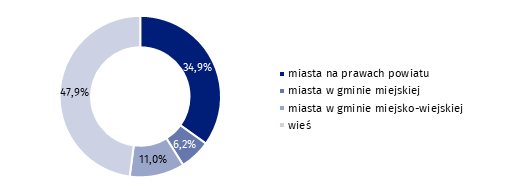 34,9%
6,2%
11,0%
47,9%
miasta na prawach powiatu
miasta w gminie miejskiej
miasta w gminie miejsko-wiejskiej
wieś